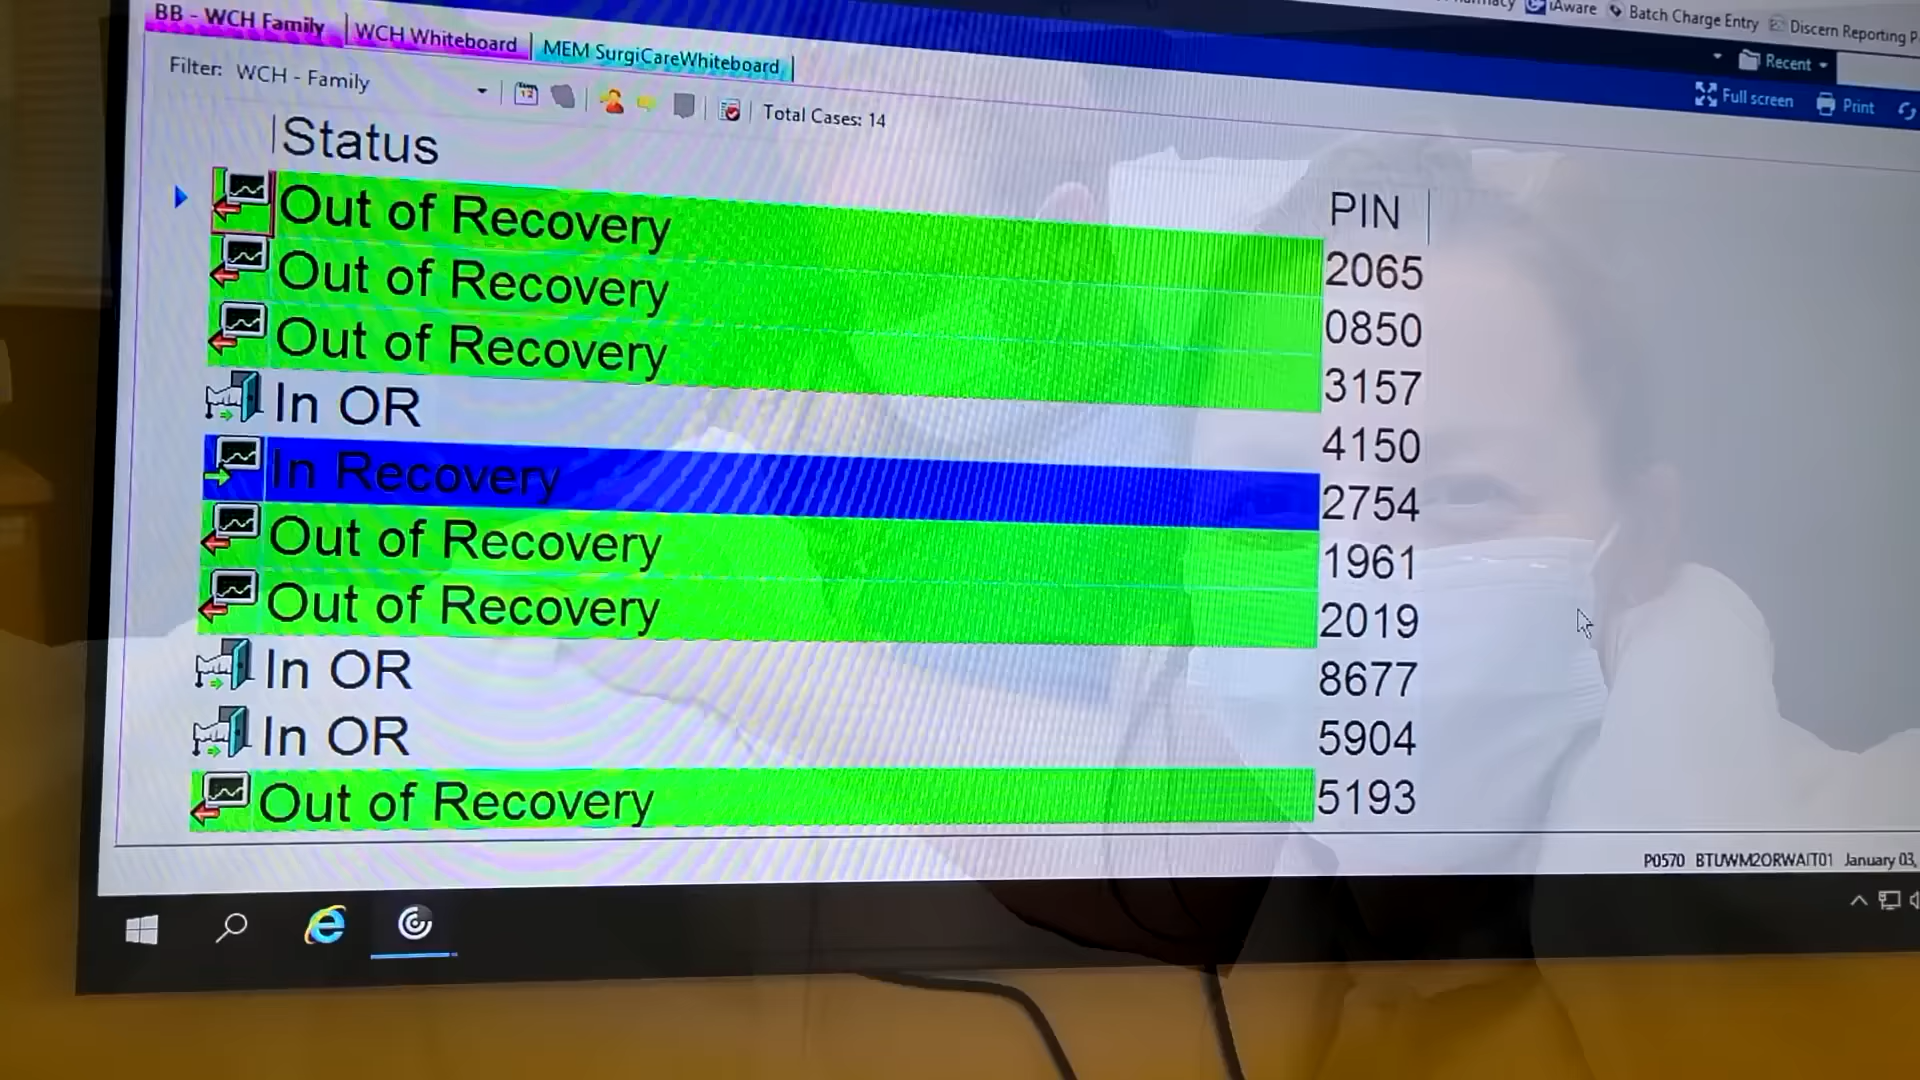 iAware Batch Charge Entry Discern Reporting
BB - WCH Family WCH Whiteboard MEM SurgiCareWhiteboard
Recent
Filter: WCH - Family
Total Cases: 14
Full screen Print
Status PIN
Out of Recovery 2065
Out of Recovery 0850
Out of Recovery 3157
In OR 4150
In Recovery 2754
Out of Recovery 1961
Out of Recovery 2019
In OR 8677
In OR 5904
Out of Recovery 5193
P0570 BTUWM2ORWAIT01 January 03,